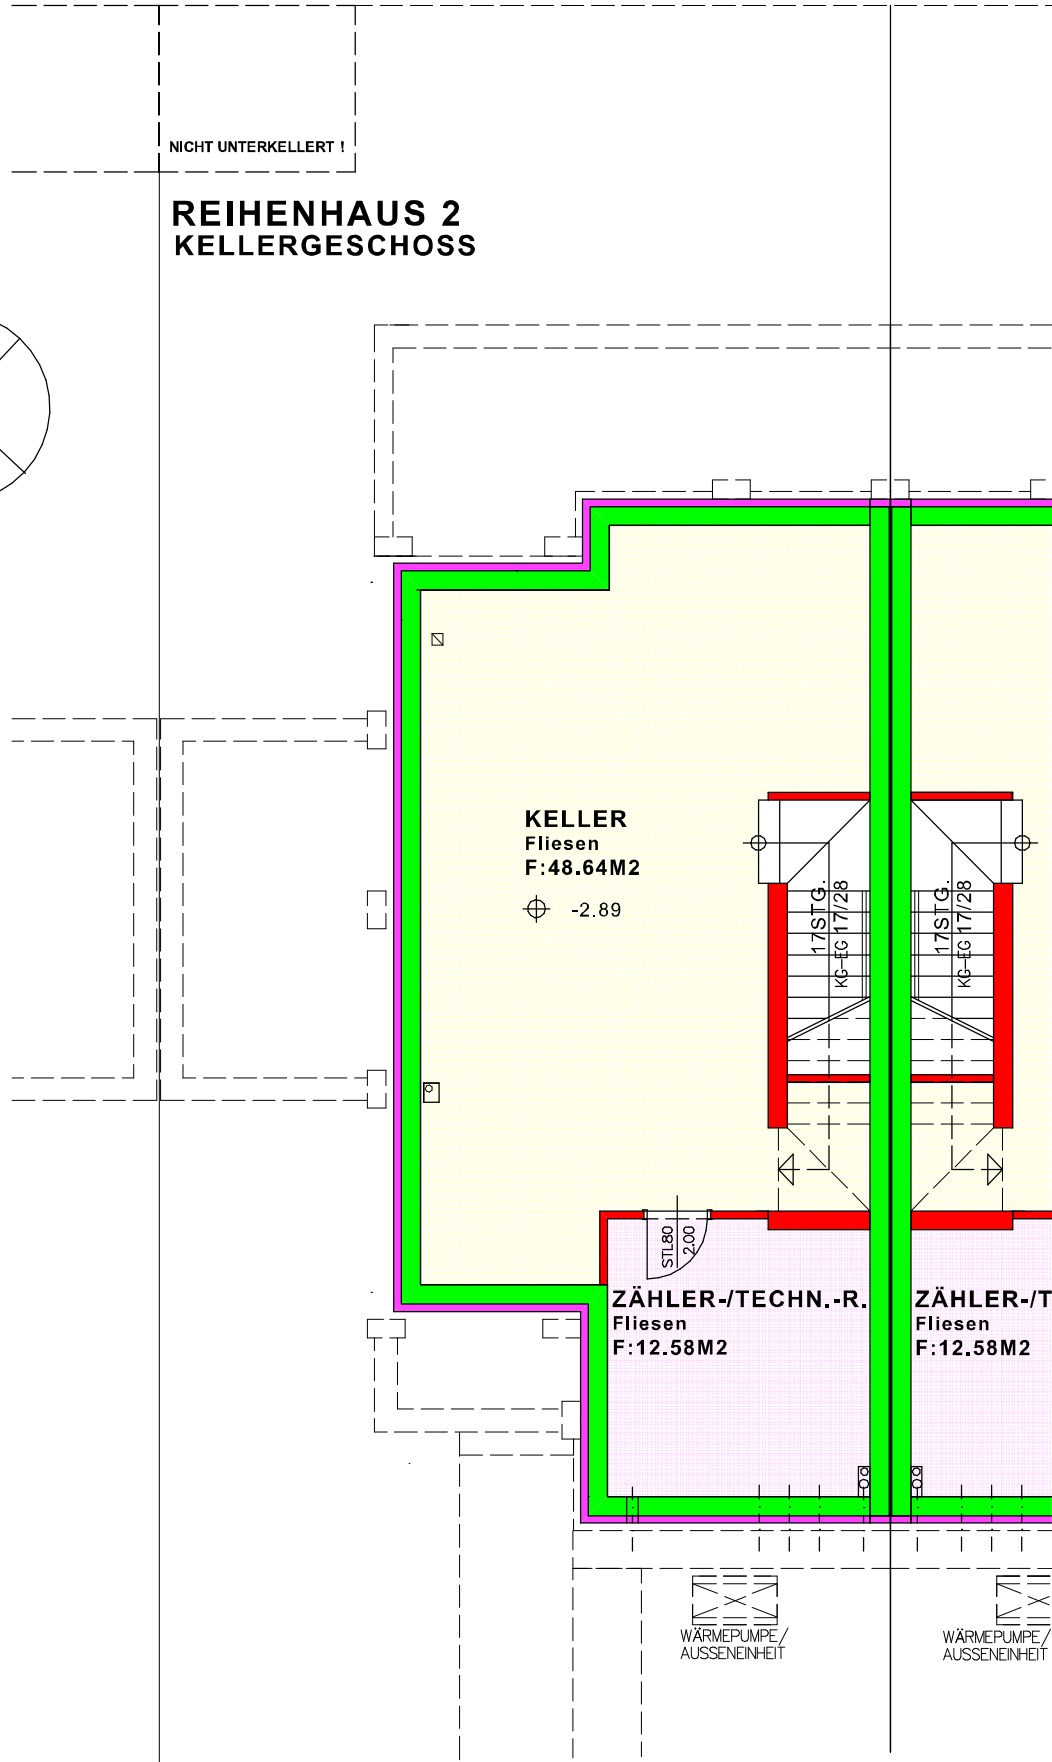 NICHT UNTERKELLERT !
REIHENHAUS 2
KELLERGESCHOSS
KELLER
Fliesen
F:48.64M2
-2.89
17STG.
KG-EG 17/28
17STG.
KG-EG 17/28
STL80
2.00
ZÄHLER-/TECHN.-R.
Fliesen
F:12.58M2
ZÄHLER-/T
Fliesen
F:12.58M2
WÄRMEPUMPE/
AUSSENEINHEIT
WÄRMEPUMPE/
AUSSENEINHEIT